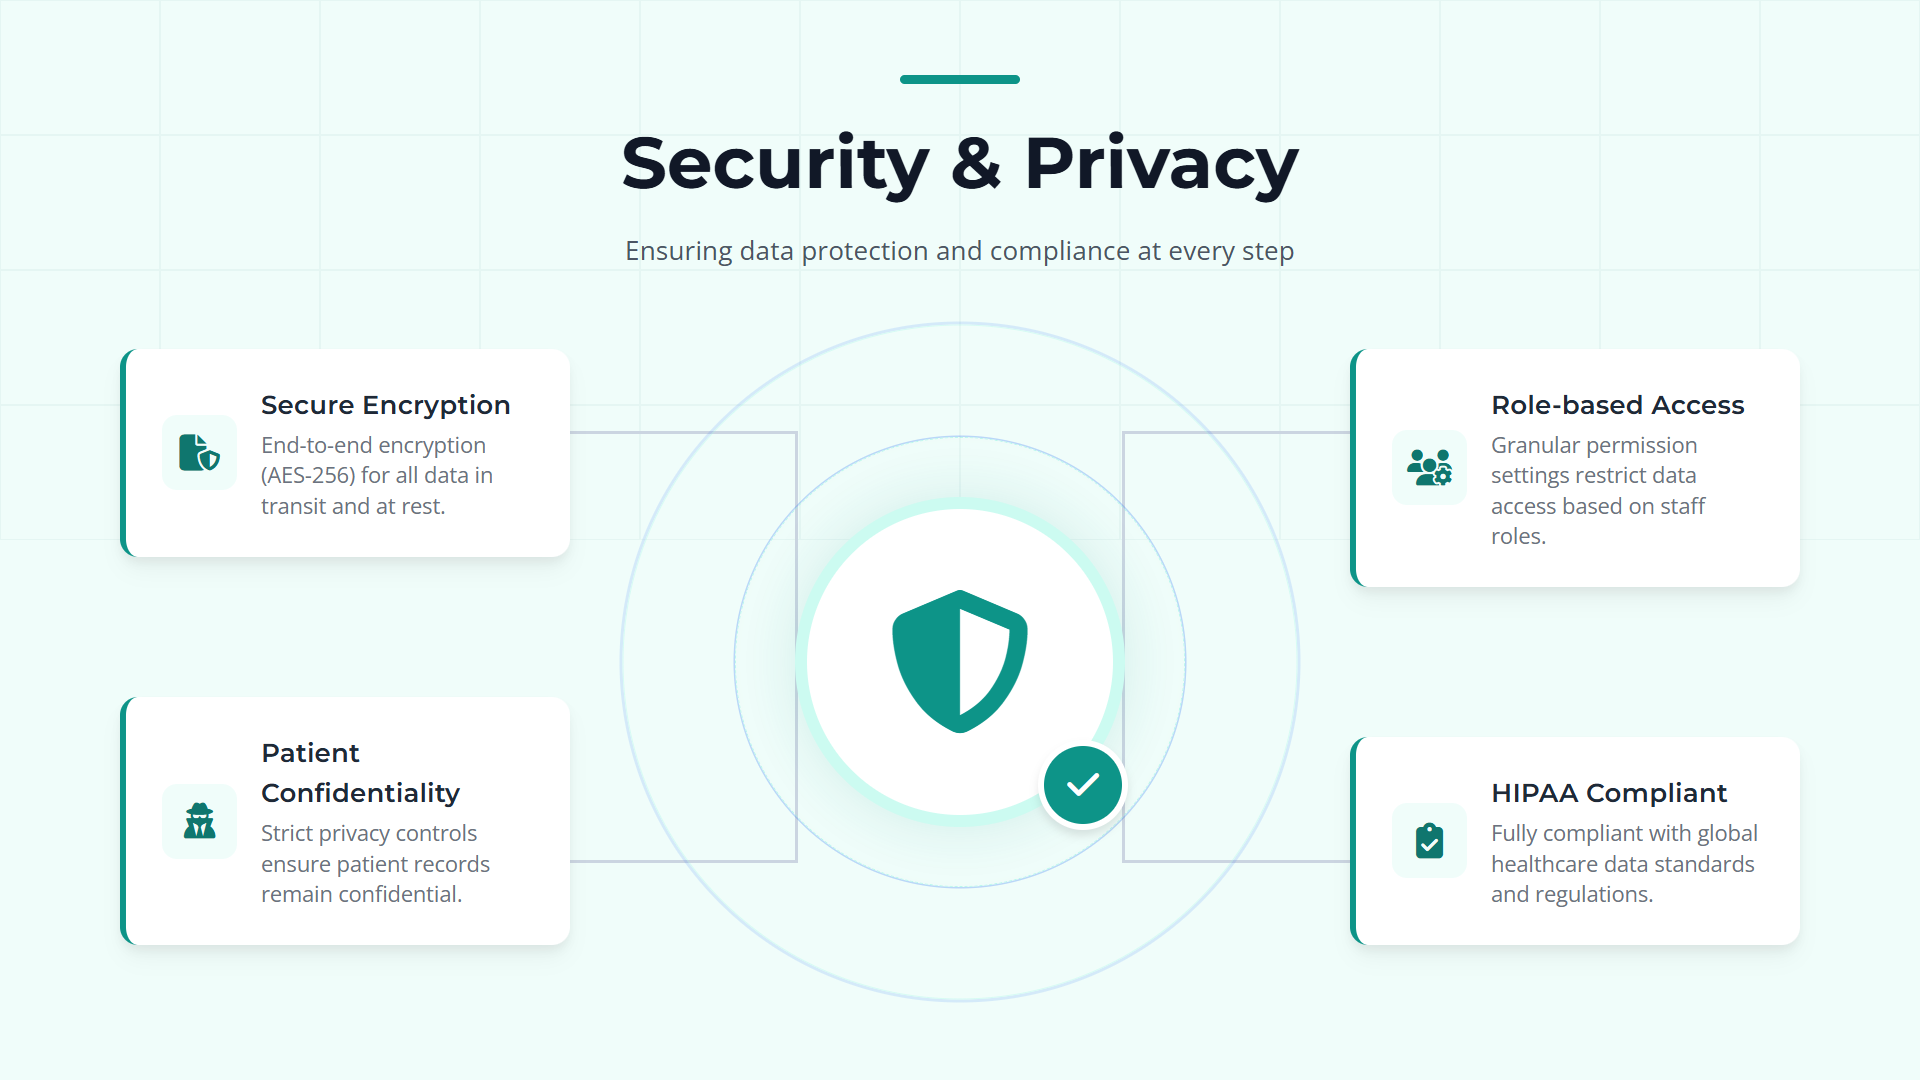 Security & Privacy
Ensuring data protection and compliance at every step
Secure Encryption
End-to-end encryption
(AES-256) for all data in
transit and at rest.
Patient
Confidentiality
Strict privacy controls
ensure patient records
remain confidential.
Role-based Access
Granular permission
settings restrict data
access based on staff
roles.
HIPAA Compliant
Fully compliant with global
healthcare data standards
and regulations.